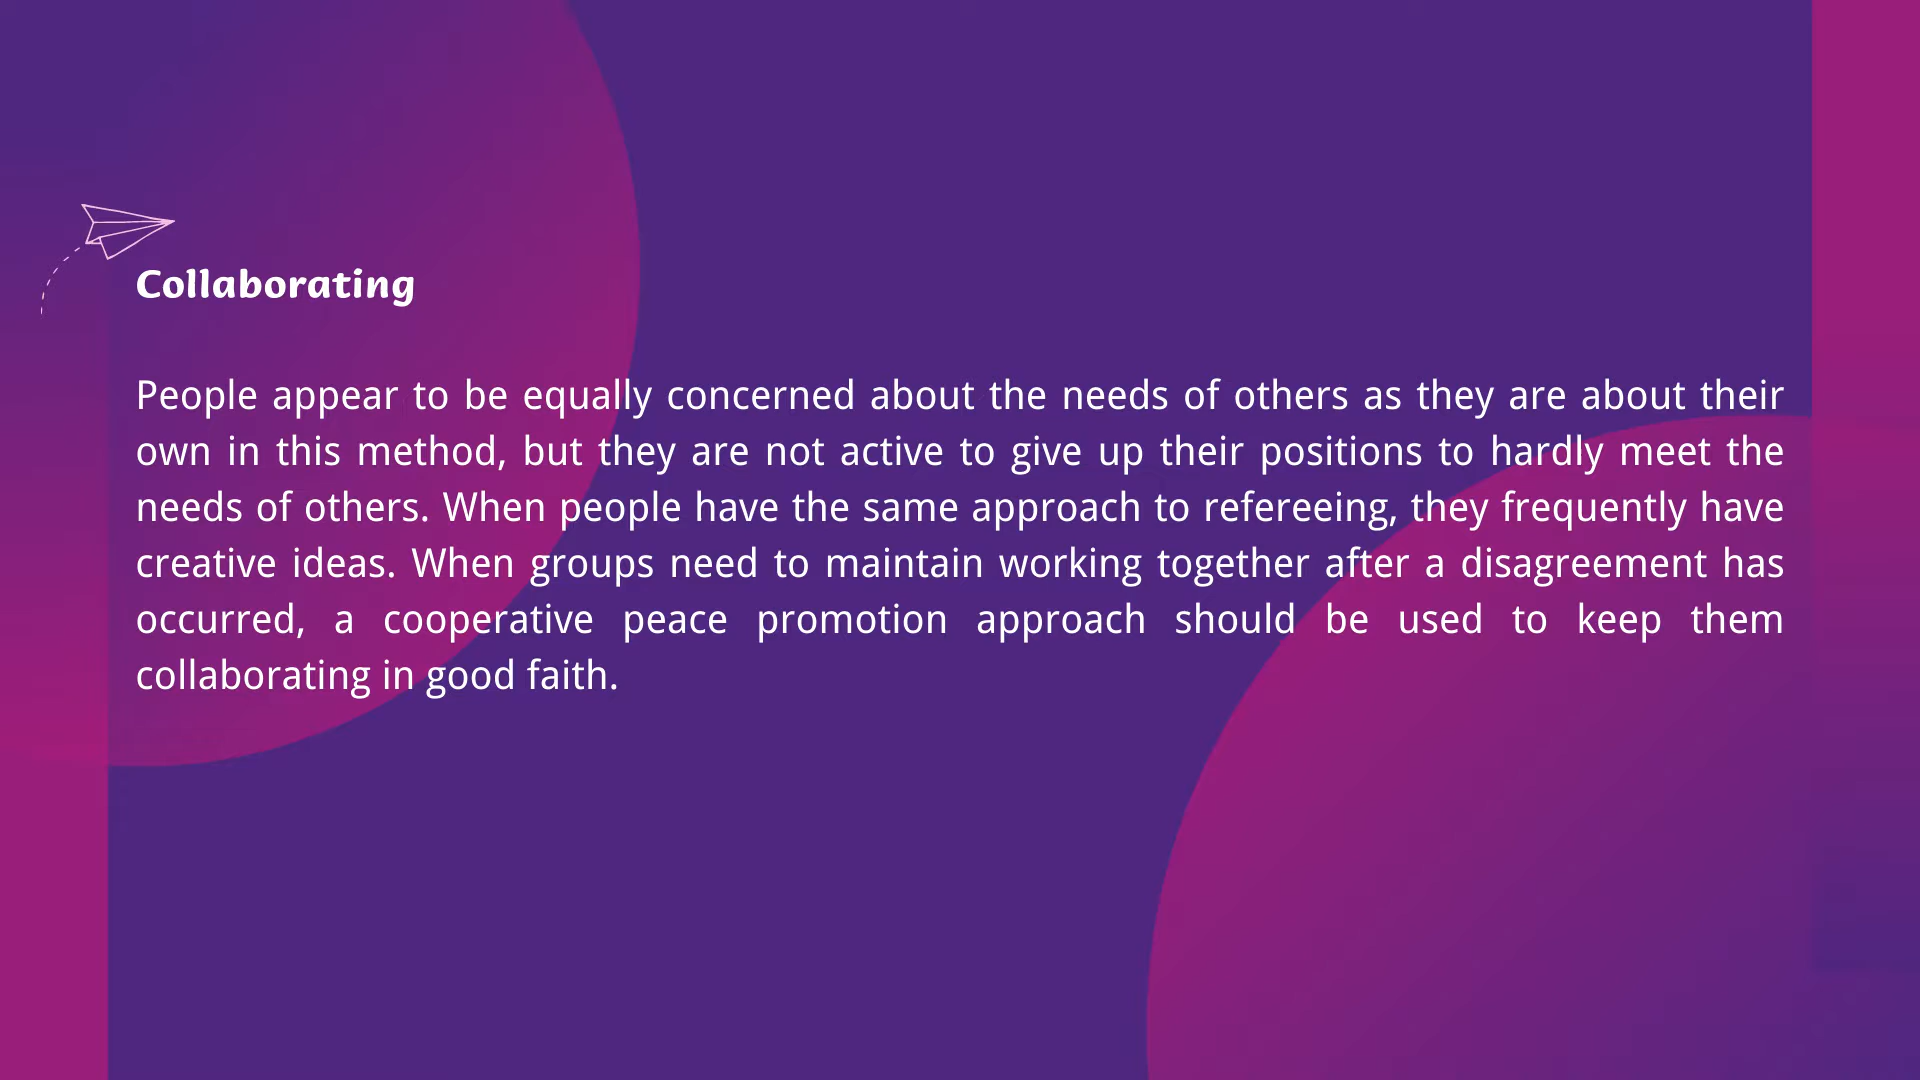 Collaborating
People appear to be equally concerned about the needs of others as they are about their
own in this method, but they are not active to give up their positions to hardly meet the
needs of others. When people have the same approach to refereeing, they frequently have
creative ideas. When groups need to maintain working together after a disagreement has
occurred, a cooperative peace promotion approach should be used to keep them
collaborating in good faith.